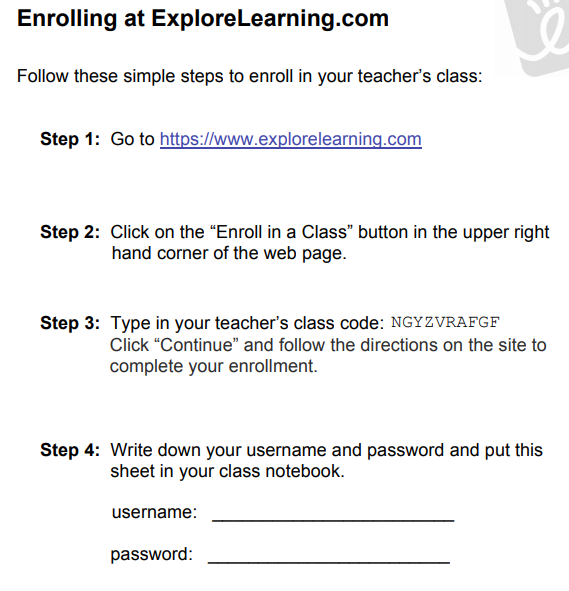 Enrolling at ExploreLearning.com
Follow these simple steps to enroll in your teacher’s class:
Step 1: Go to https://www.explorelearning.com
Step 2: Click on the “Enroll in a Class” button in the upper right
hand corner of the web page.
Step 3: Type in your teacher’s class code: NGYZVRAFGF
Click “Continue” and follow the directions on the site to
complete your enrollment.
Step 4: Write down your username and password and put this
sheet in your class notebook.
username:
password: